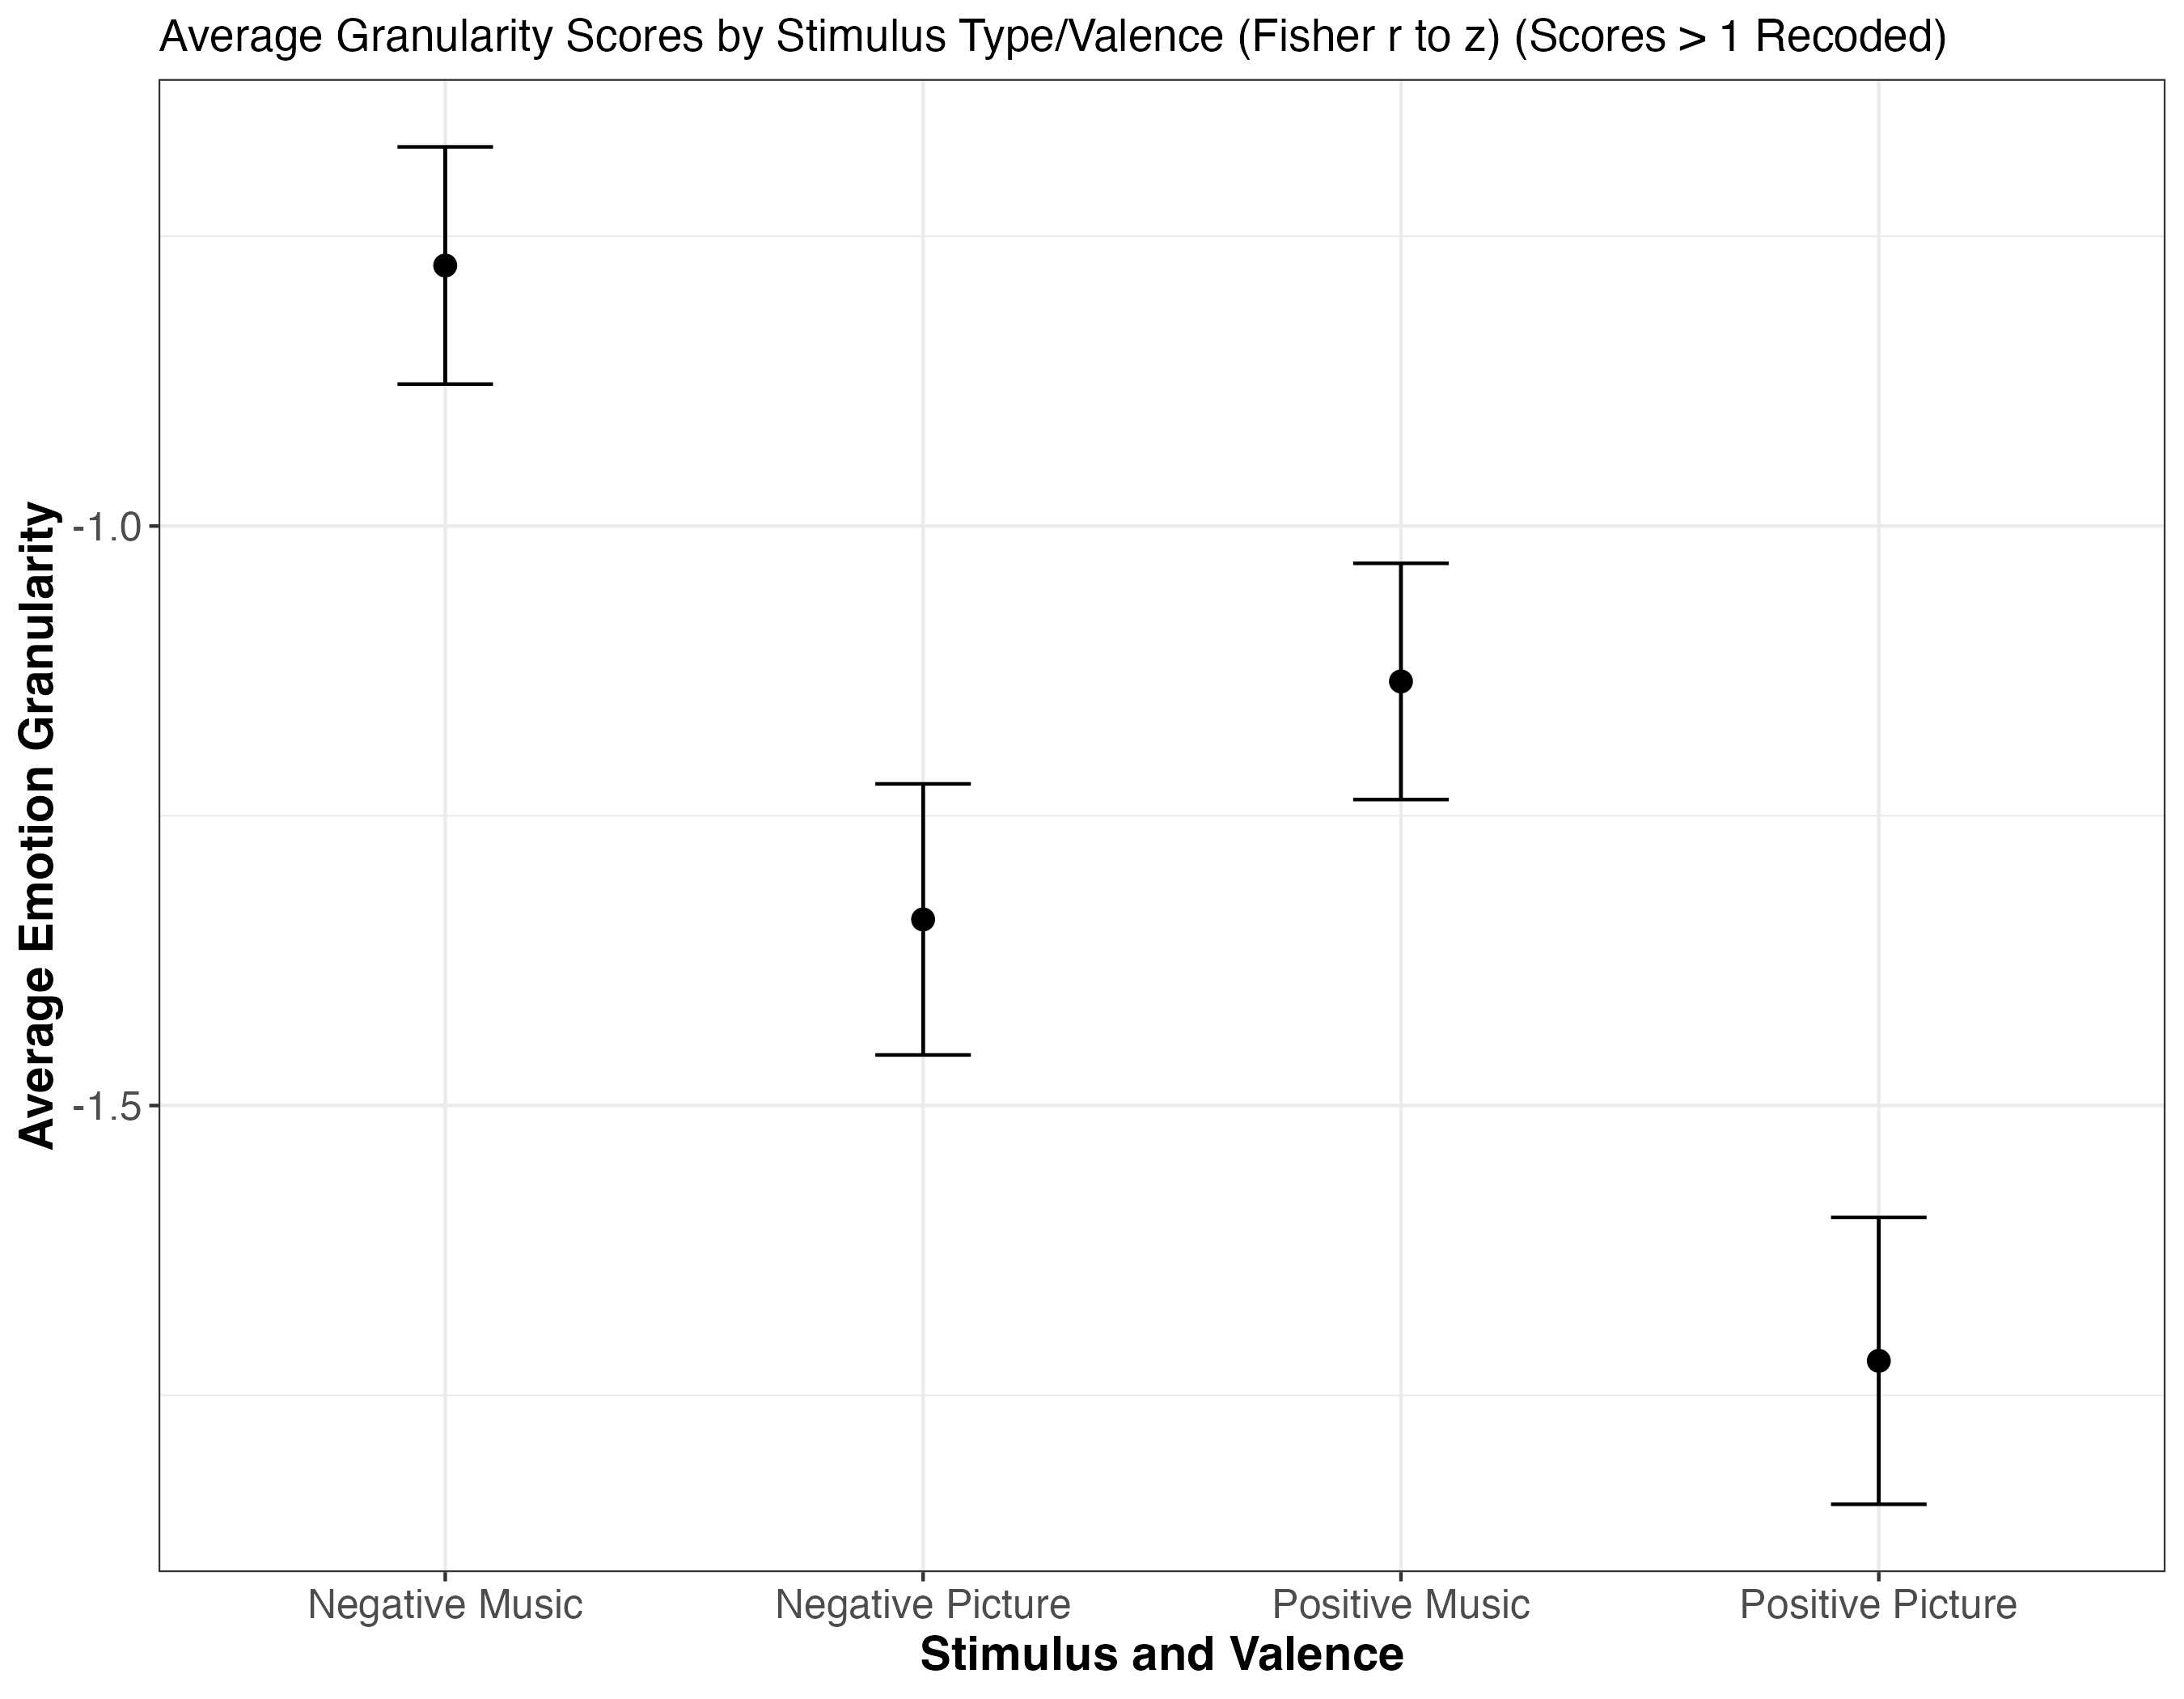 Average Granularity Scores by Stimulus Type/Valence (Fisher r to z) (Scores > 1 Recoded)
Average Emotion Granularity
-1.0
-1.5
Negative Music
Negative Picture
Positive Music
Positive Picture
Stimulus and Valence